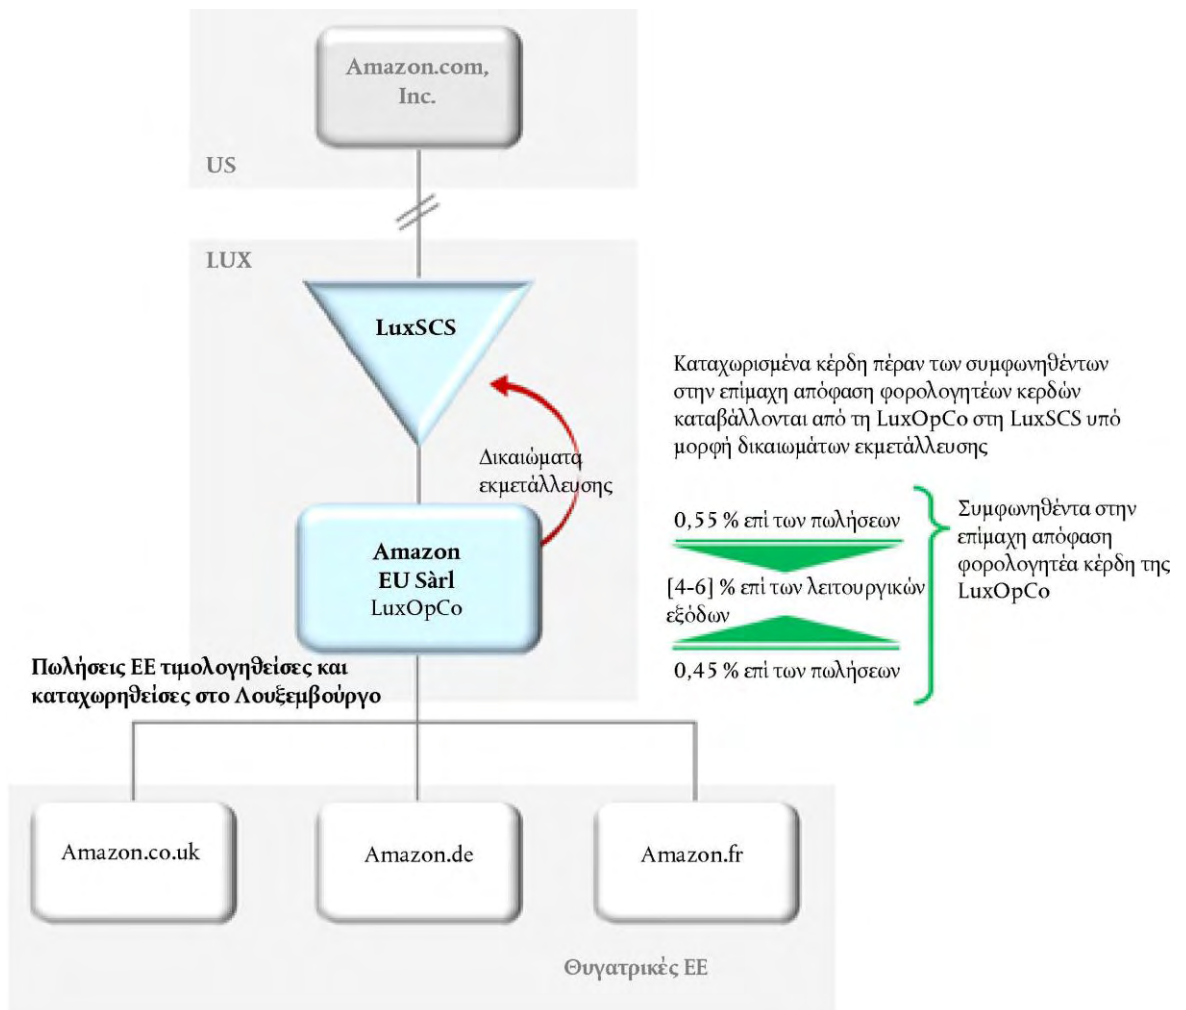 Amazon.com,
Inc.
US
LUX
LuxSCS
Καταχωρισμένα κέρδη πέραν των συμφωνηθέντων
στην επίμαχη απόφαση φορολογητέων κερδών
καταβάλλονται από τη LuxOpCo στη LuxSCS υπό
μορφή δικαιωμάτων εκμετάλλευσης
Δικαιώματα
εκμετάλλευσης
0,55 % επί των πωλήσεων
[4-6] % επί των λειτουργικών
εξόδων
0,45 % επί των πωλήσεων
Συμφωνηθέντα στην
επίμαχη απόφαση
φορολογητέα κέρδη της
LuxOpCo
Amazon
EU Sàrl
LuxOpCo
Πωλήσεις ΕΕ τιμολογηθείσες και
καταχωρηθείσες στο Λουξεμβούργο
Amazon.co.uk
Amazon.de
Amazon.fr
Θυγατρικές ΕΕ